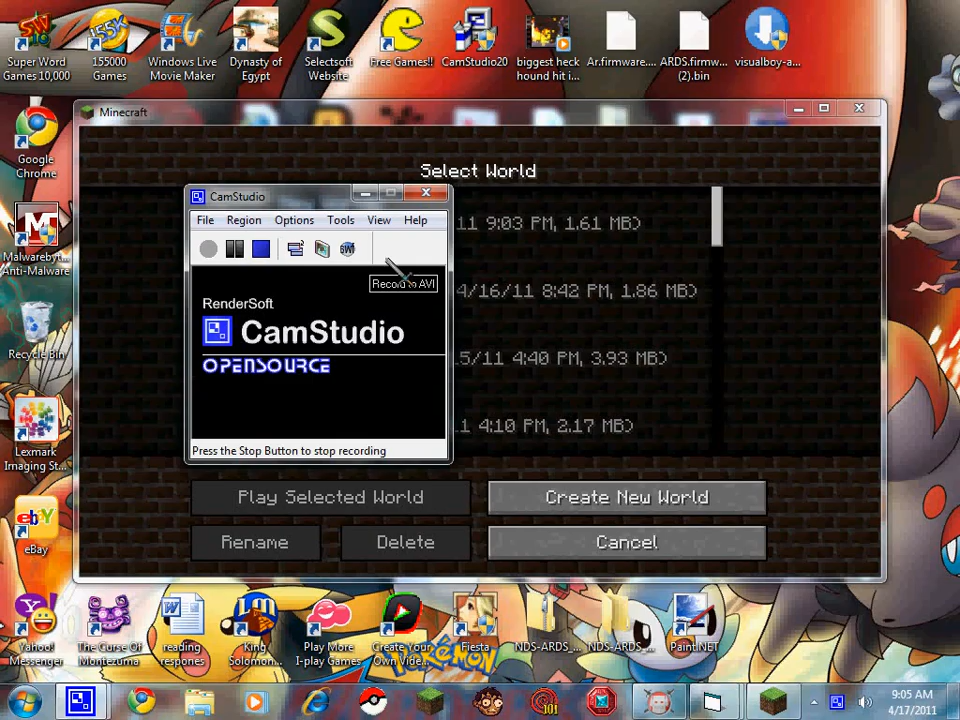 Super Word
Games 10,000
155000
Games
Windows Live
Movie Maker
Dynasty of
Egypt
Selectsoft
Website
Free Games!!
CamStudio20
biggest heck
hound hit i...
Ar.firmware....
ARDS.firmw...
(2).bin
visualboy-a...
Google
Chrome
Malwarebyt...
Anti-Malware
Recycle Bin
Lexmark
Imaging St...
eBay
Minecraft
Select World
11 9:03 PM, 1.61 MB)
4/16/11 8:42 PM, 1.86 MB)
5/11 4:40 PM, 3.93 MB)
11 4:10 PM, 2.17 MB)
CamStudio
File Region Options Tools View Help
Record to AVI
RenderSoft
CamStudio
OPENSOURCE
Press the Stop Button to stop recording
Play Selected World
Create New World
Rename
Delete
Cancel
Yahoo!
Messenger
The Curse Of
Montezuma
reading
respones
King
Solomon...
Play More
I-play Games
Create Your
Own Vide...
Fiesta
NDS-ARDS_...
NDS-ARDS_...
Paint.NET
POKéMON
9:05 AM
4/17/2011